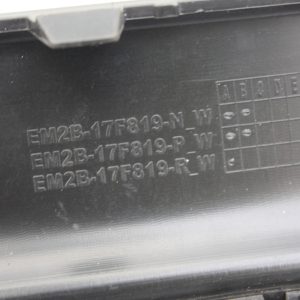 A B C D E
EM2B-17F819-N_W
EM2B-17F819-P_W
EM2B-17F819-R_W